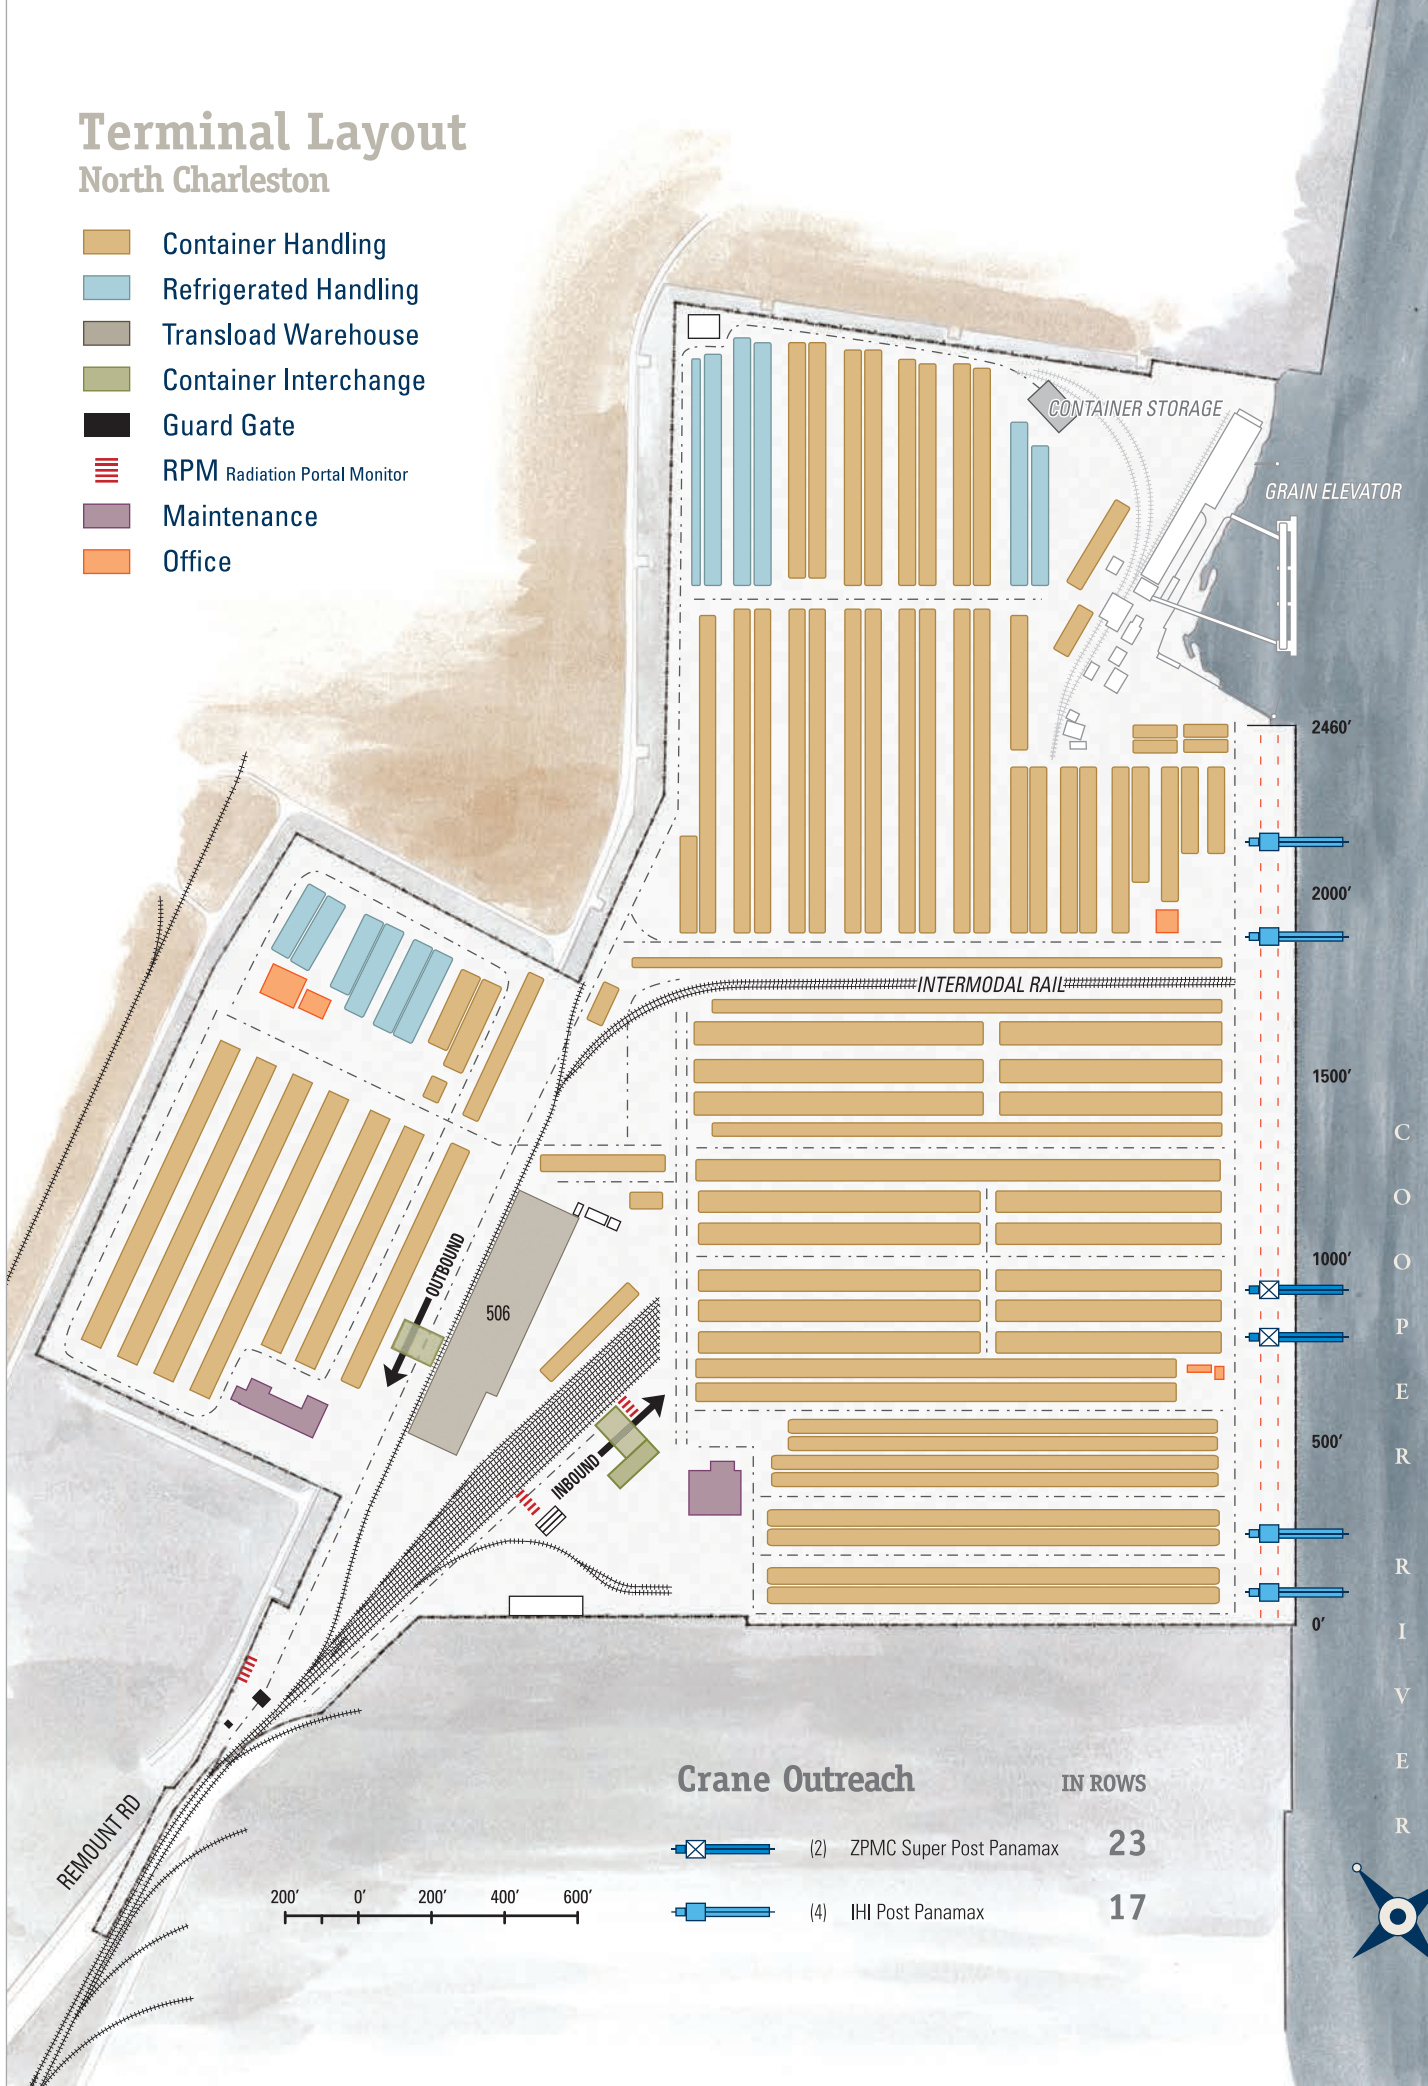 Terminal Layout
North Charleston
Container Handling
Refrigerated Handling
Transload Warehouse
Container Interchange
Guard Gate
RPM Radiation Portal Monitor
Maintenance
Office
CONTAINER STORAGE
GRAIN ELEVATOR
2460′
2000′
INTERMODAL RAIL
1500′
COOPER RIVER
OUTBOUND
1000′
506
500′
INBOUND
0′
REMOUNT RD
Crane Outreach IN ROWS
(2) ZPMC Super Post Panamax 23
(4) IHI Post Panamax 17
200′ 0′ 200′ 400′ 600′